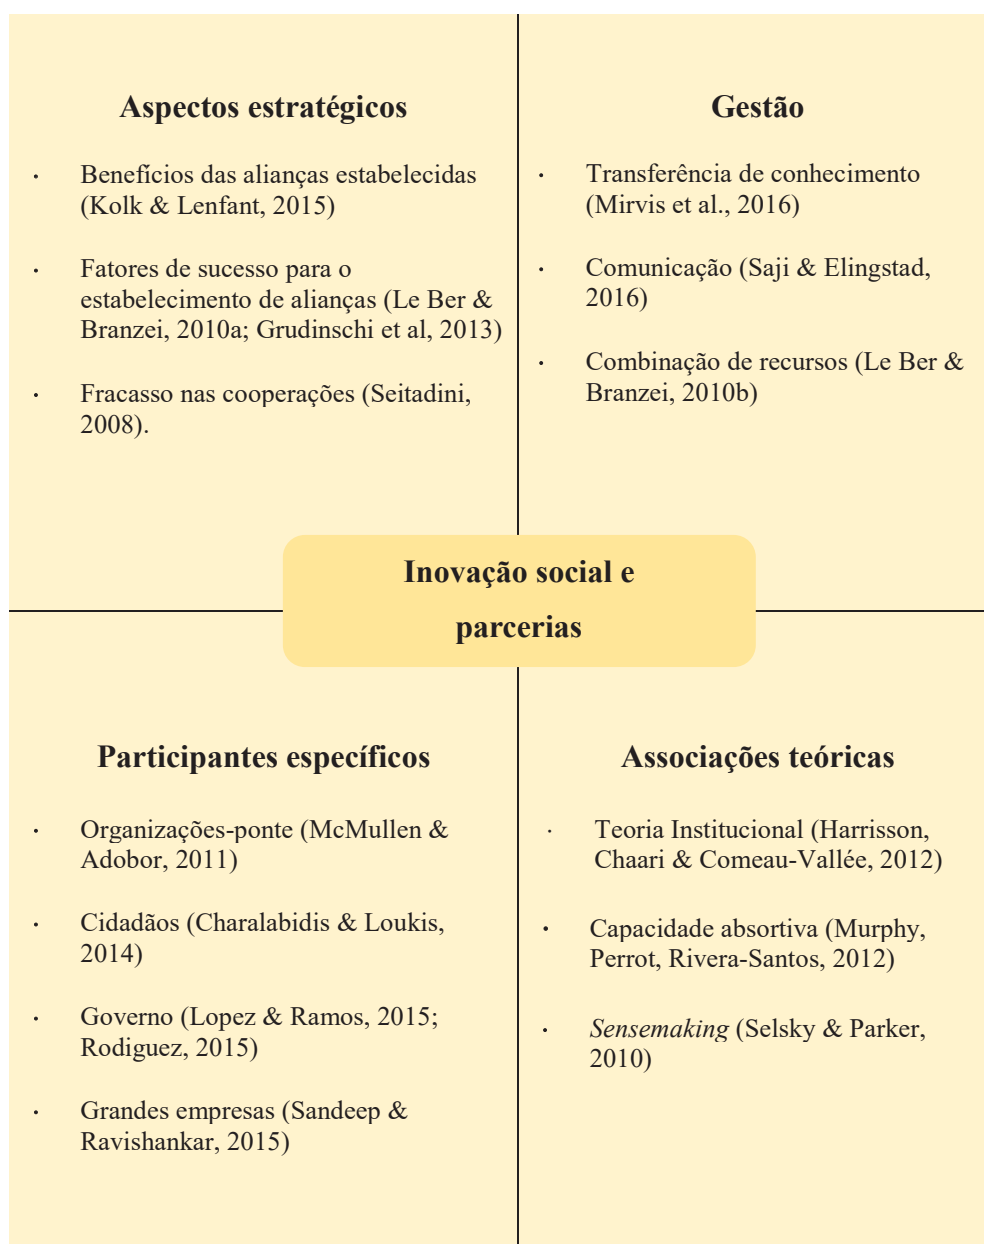 Aspectos estratégicos
· Benefícios das alianças estabelecidas
(Kolk & Lenfant, 2015)
· Fatores de sucesso para o
estabelecimento de alianças (Le Ber &
Branzei, 2010a; Grudinschi et al, 2013)
· Fracasso nas cooperações (Seitadini,
2008).
Gestão
· Transferência de conhecimento
(Mirvis et al., 2016)
· Comunicação (Saji & Elingstad,
2016)
· Combinação de recursos (Le Ber &
Branzei, 2010b)
Inovação social e
parcerias
Participantes específicos
· Organizações-ponte (McMullen &
Adobor, 2011)
· Cidadãos (Charalabidis & Loukis,
2014)
· Governo (Lopez & Ramos, 2015;
Rodiguez, 2015)
· Grandes empresas (Sandeep &
Ravishankar, 2015)
Associações teóricas
· Teoria Institucional (Harrisson,
Chaari & Comeau-Vallée, 2012)
· Capacidade absortiva (Murphy,
Perrot, Rivera-Santos, 2012)
· Sensemaking (Selsky & Parker,
2010)